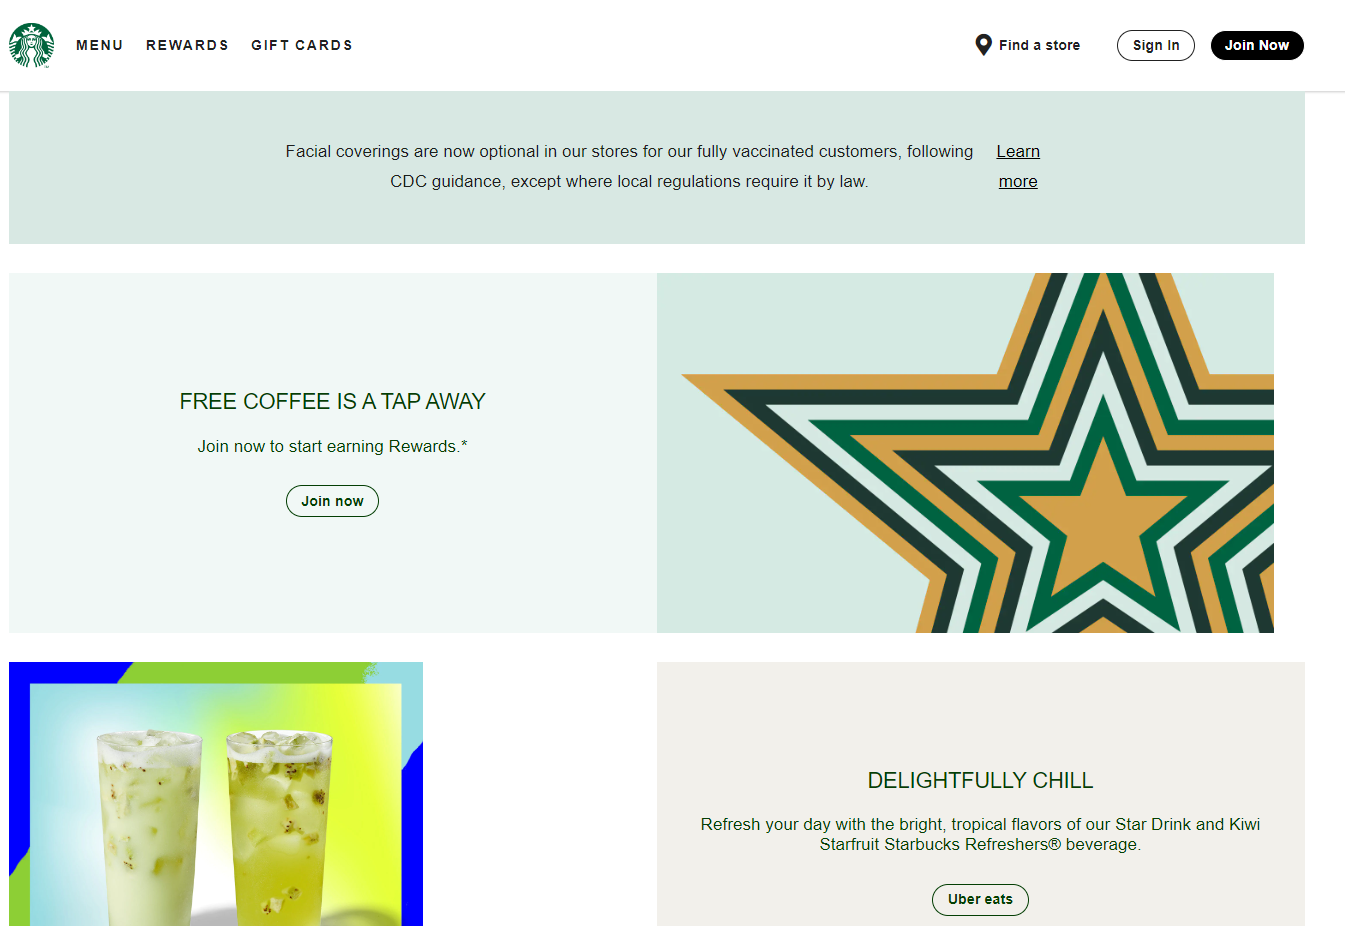 MENU REWARDS GIFT CARDS Find a store Sign In Join Now
Facial coverings are now optional in our stores for our fully vaccinated customers, following
CDC guidance, except where local regulations require it by law.
Learn
more
FREE COFFEE IS A TAP AWAY
Join now to start earning Rewards.*
Join now
DELIGHTFULLY CHILL
Refresh your day with the bright, tropical flavors of our Star Drink and Kiwi
Starfruit Starbucks Refreshers® beverage.
Uber eats